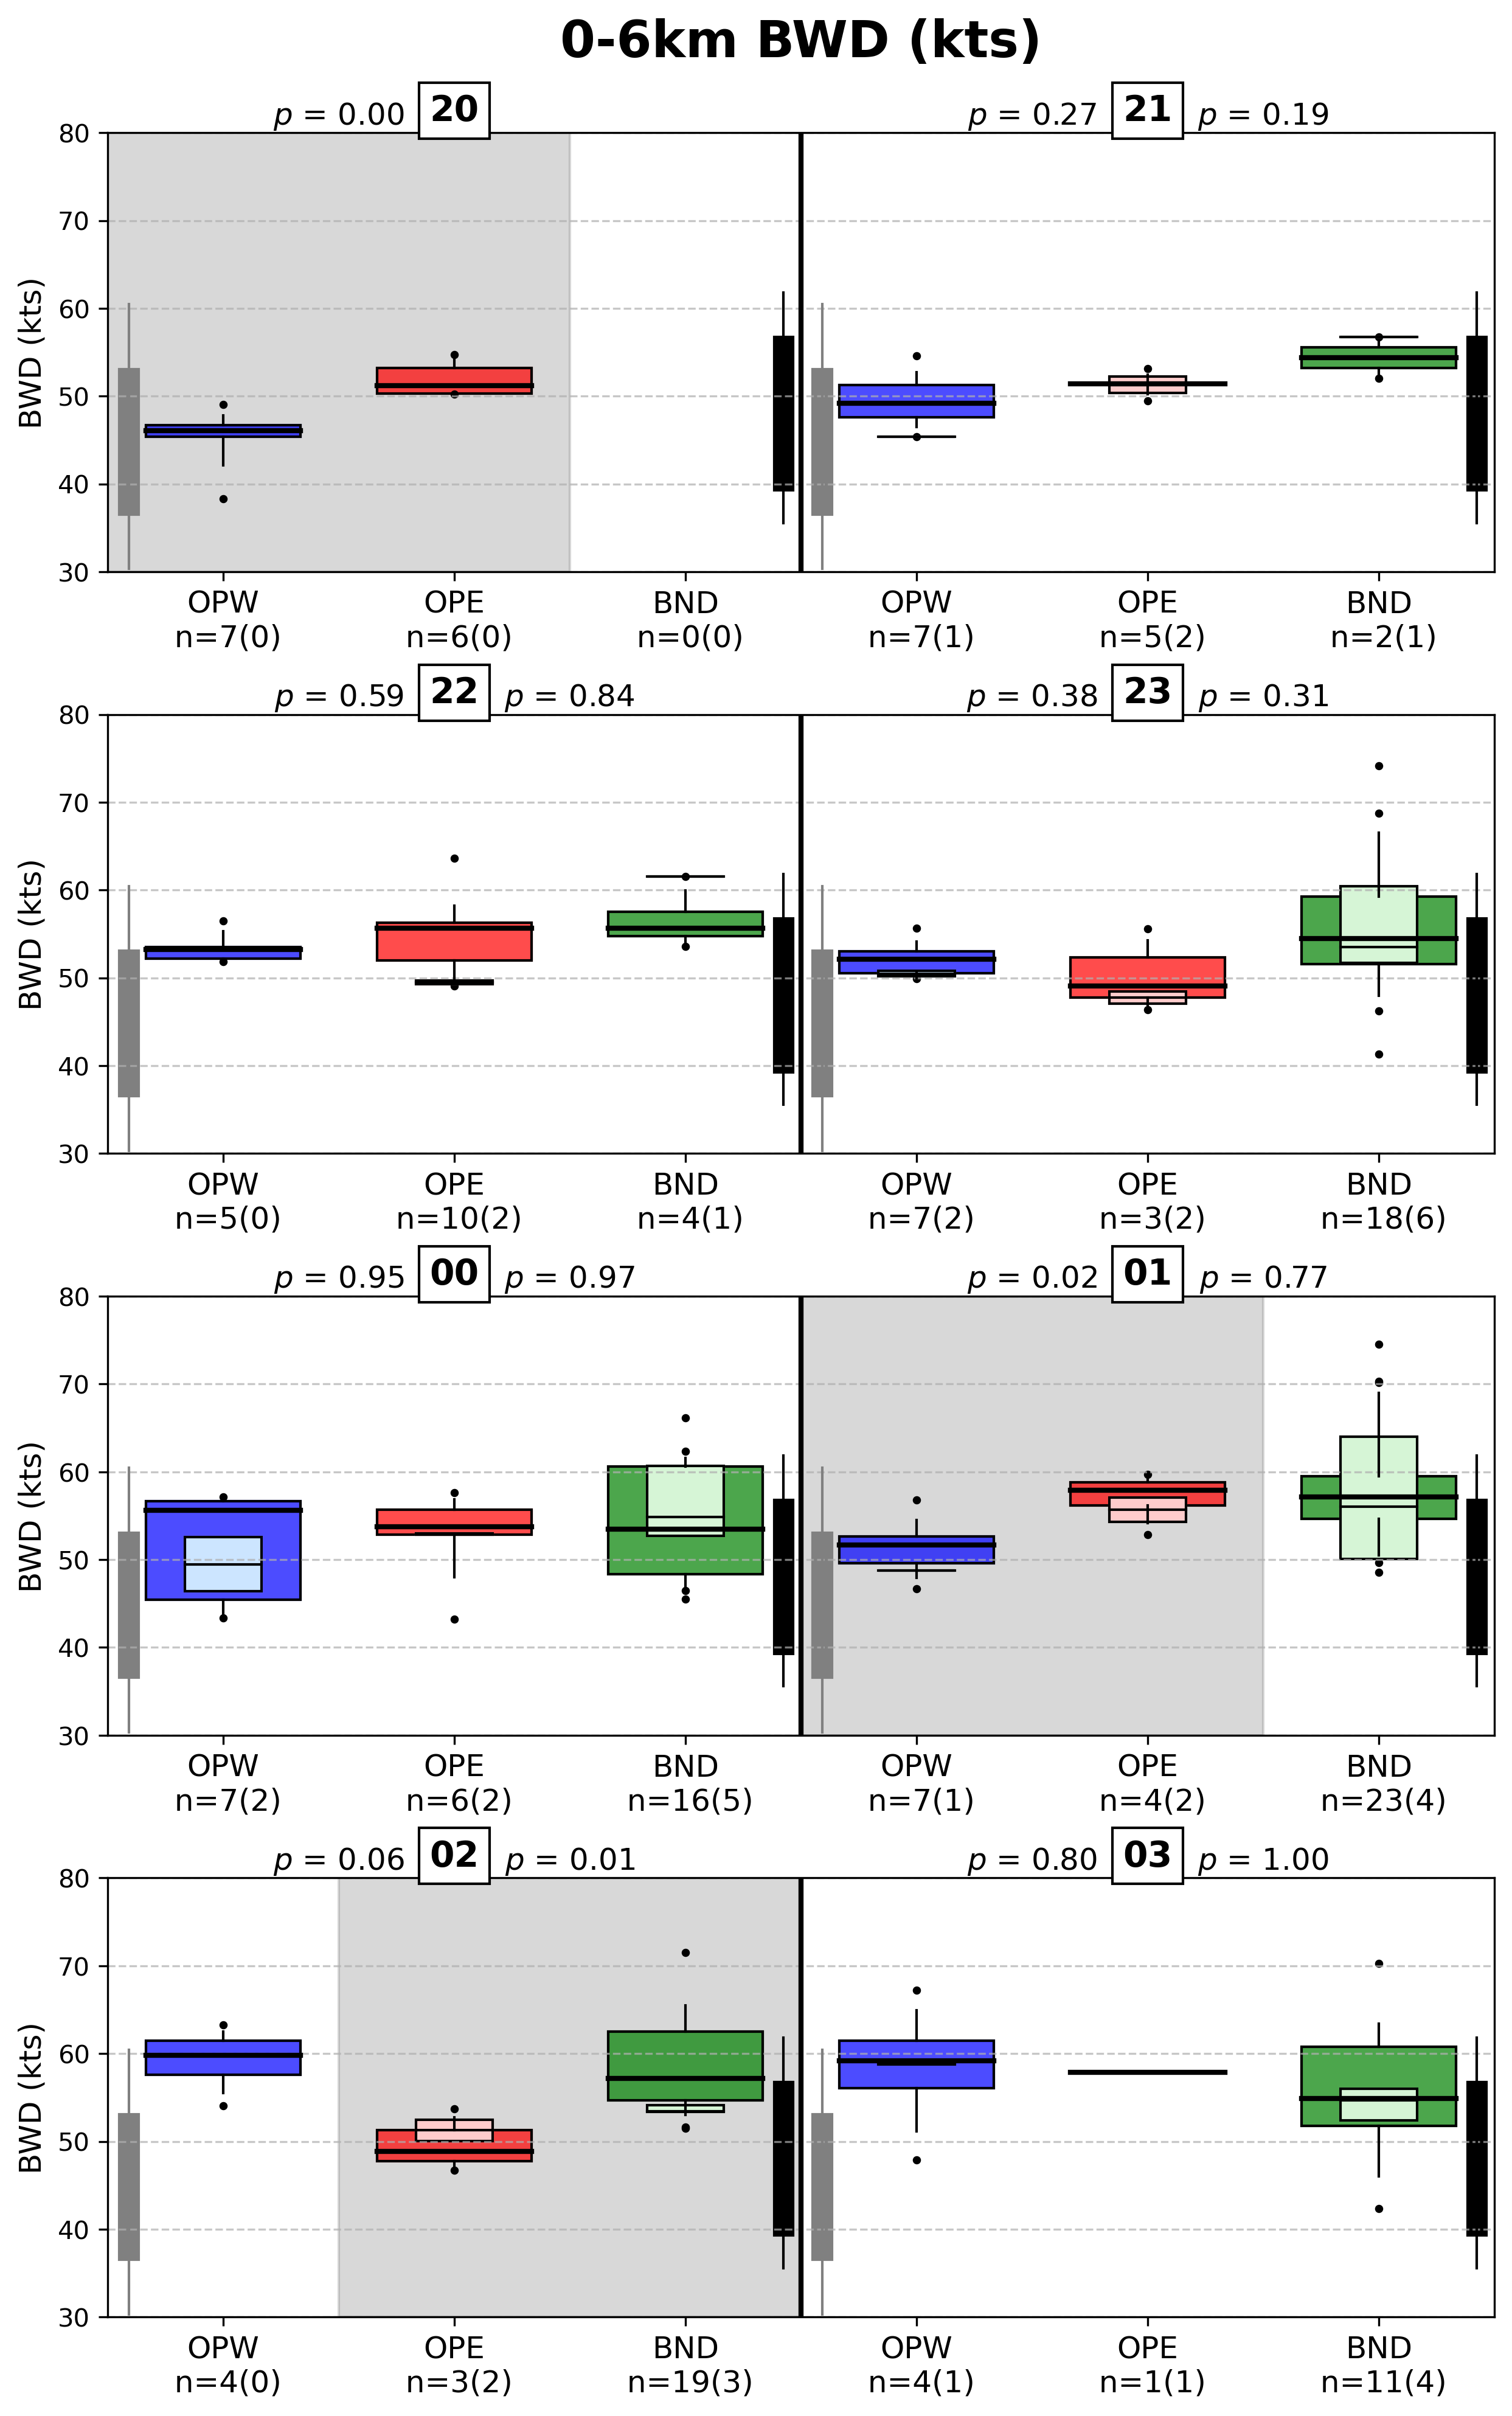 0-6km BWD (kts)
p = 0.00 20
p = 0.27 21 p = 0.19
80
70
60
50
40
30
BWD (kts)
OPW OPE BND OPW OPE BND
n=7(0) n=6(0) n=0(0) n=7(1) n=5(2) n=2(1)
p = 0.59 22 p = 0.84
p = 0.38 23 p = 0.31
80
70
60
50
40
30
BWD (kts)
OPW OPE BND OPW OPE BND
n=5(0) n=10(2) n=4(1) n=7(2) n=3(2) n=18(6)
p = 0.95 00 p = 0.97
p = 0.02 01 p = 0.77
80
70
60
50
40
30
BWD (kts)
OPW OPE BND OPW OPE BND
n=7(2) n=6(2) n=16(5) n=7(1) n=4(2) n=23(4)
p = 0.06 02 p = 0.01
p = 0.80 03 p = 1.00
80
70
60
50
40
30
BWD (kts)
OPW OPE BND OPW OPE BND
n=4(0) n=3(2) n=19(3) n=4(1) n=1(1) n=11(4)